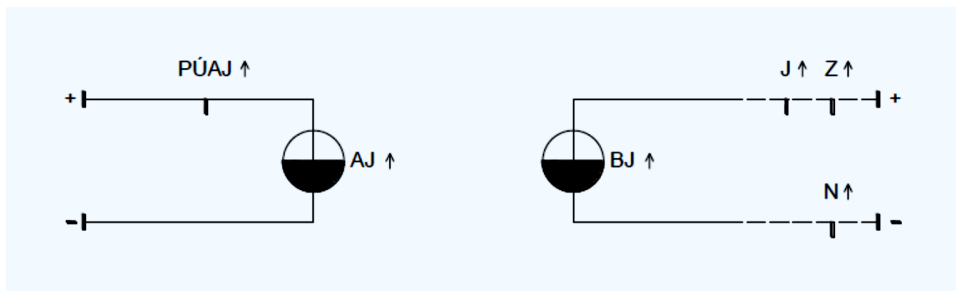 PÚAJ ↑
J ↑ Z ↑
+ +
AJ ↑ BJ ↑
N ↑
- -